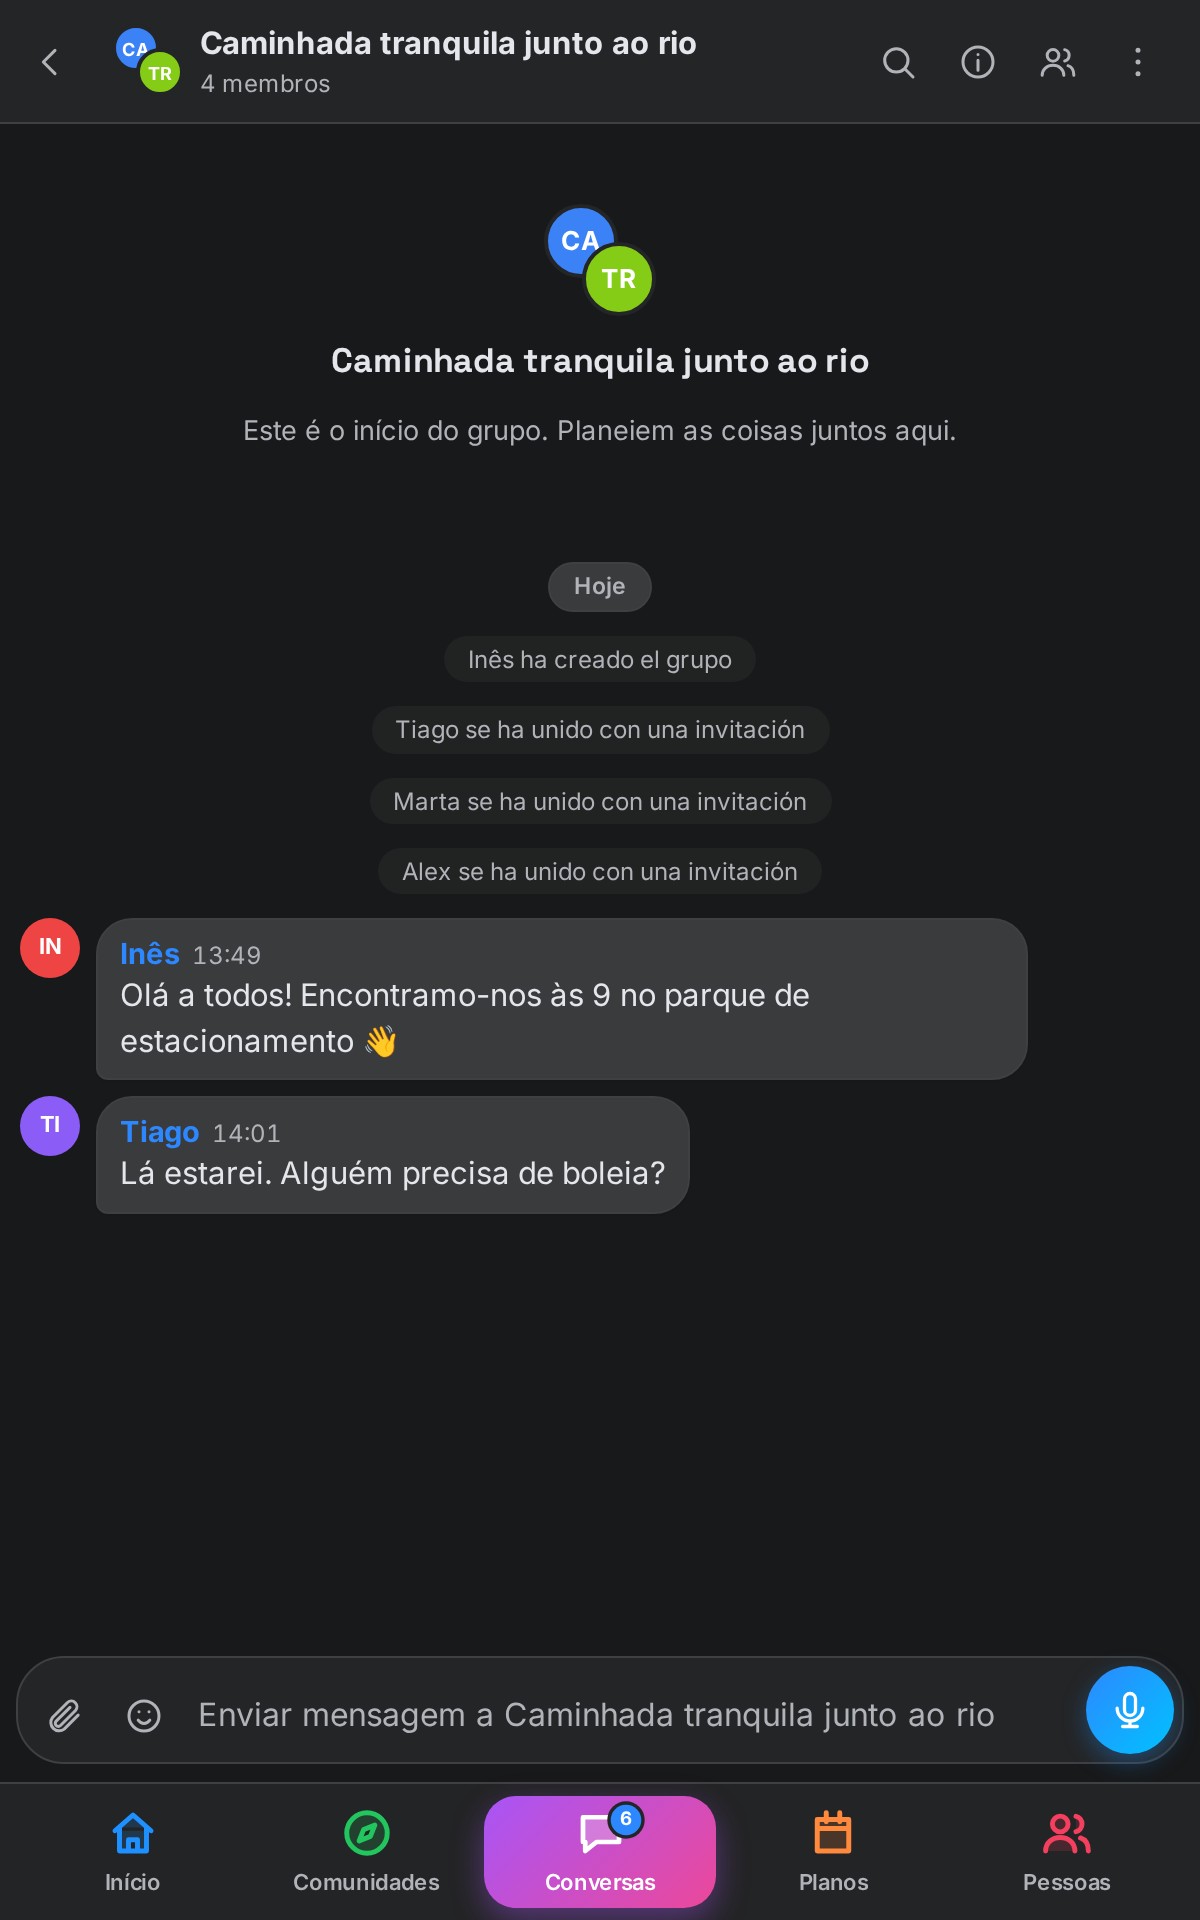 CA
TR
Caminhada tranquila junto ao rio
4 membros
CA
TR
Caminhada tranquila junto ao rio
Este é o início do grupo. Planeiem as coisas juntos aqui.
Hoje
Inês ha creado el grupo
Tiago se ha unido con una invitación
Marta se ha unido con una invitación
Alex se ha unido con una invitación
IN
Inês 13:49
Olá a todos! Encontramo-nos às 9 no parque de
estacionamento 👋
TI
Tiago 14:01
Lá estarei. Alguém precisa de boleia?
Enviar mensagem a Caminhada tranquila junto ao rio
6
Início
Comunidades
Conversas
Planos
Pessoas